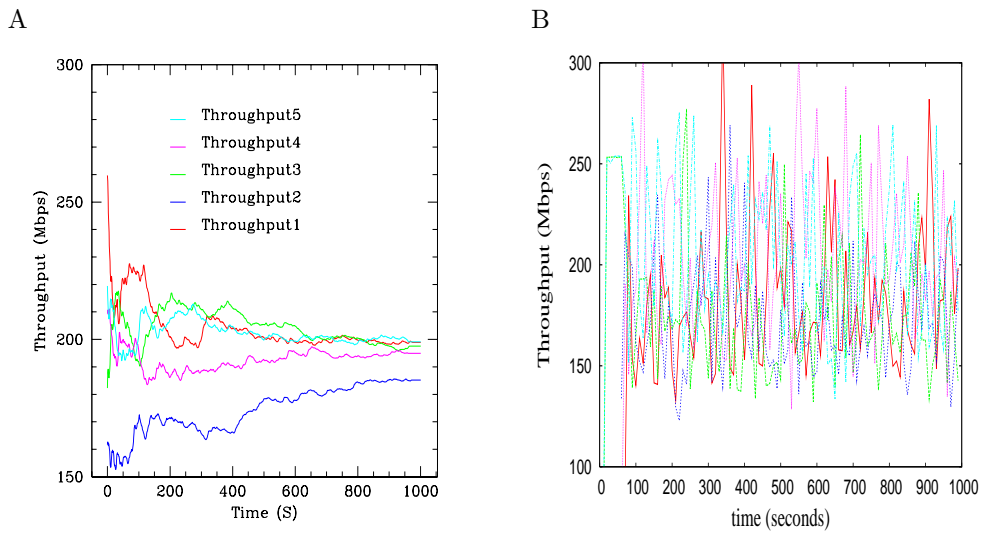 A
B
300
250
200
150
Throughput (Mbps)
Throughput5
Throughput4
Throughput3
Throughput2
Throughput1
0 200 400 600 800 1000
Time (S)
300
250
200
150
100
Throughput (Mbps)
0 100 200 300 400 500 600 700 800 900 1000
time (seconds)